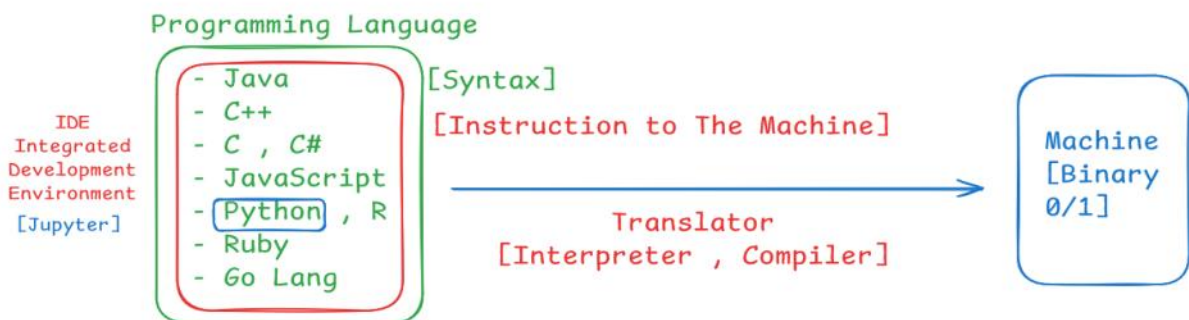 Programming Language
IDE
Integrated
Development
Environment
[Jupyter]
- Java
- C++
- C , C#
- JavaScript
- Python , R
- Ruby
- Go Lang
[Syntax]
[Instruction to The Machine]
Translator
[Interpreter , Compiler]
Machine
[Binary
0/1]